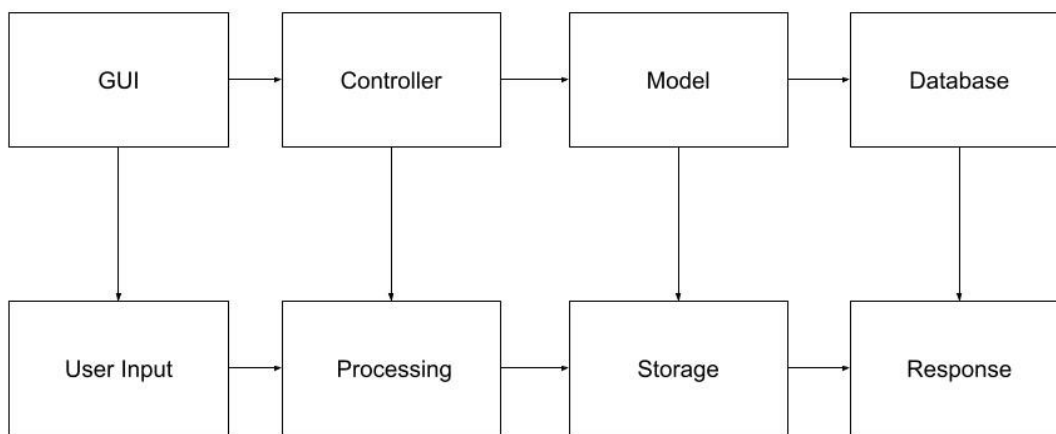 GUI
Controller
Model
Database
User Input
Processing
Storage
Response